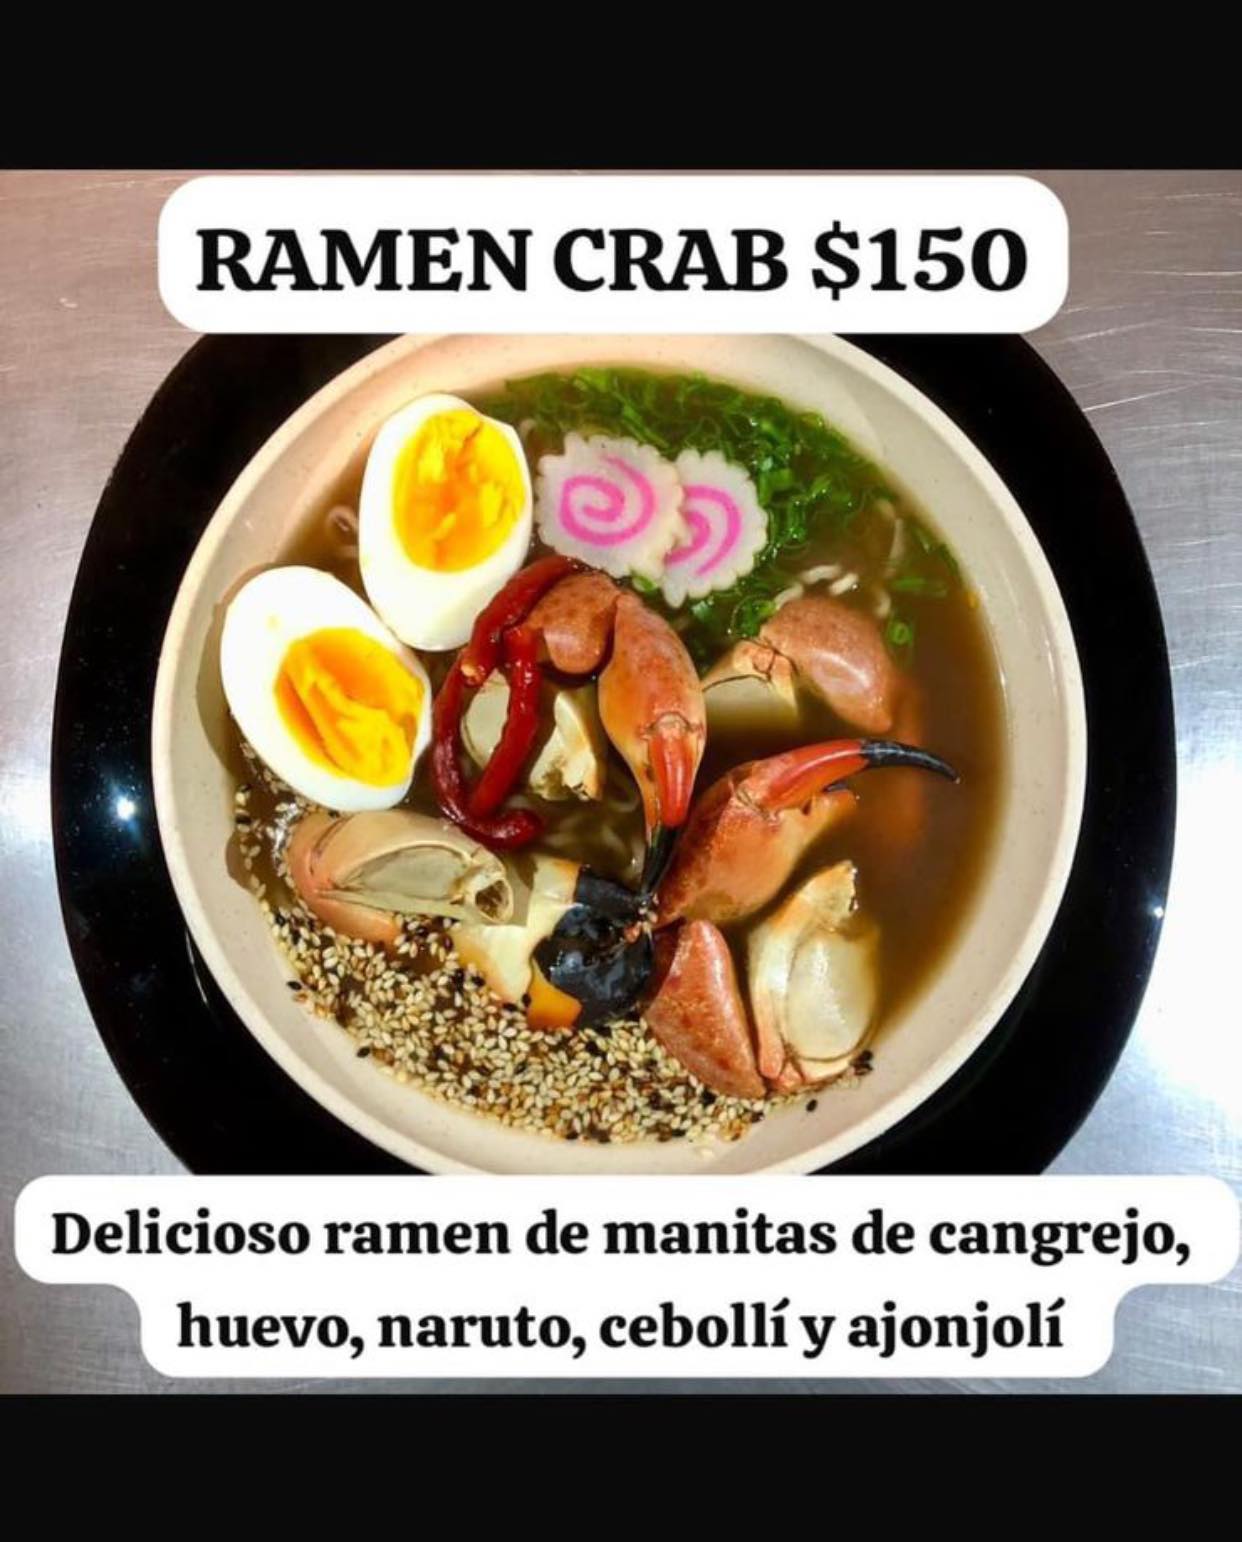 RAMEN CRAB $150
Delicioso ramen de manitas de cangrejo,
huevo, naruto, cebollí y ajonjolí